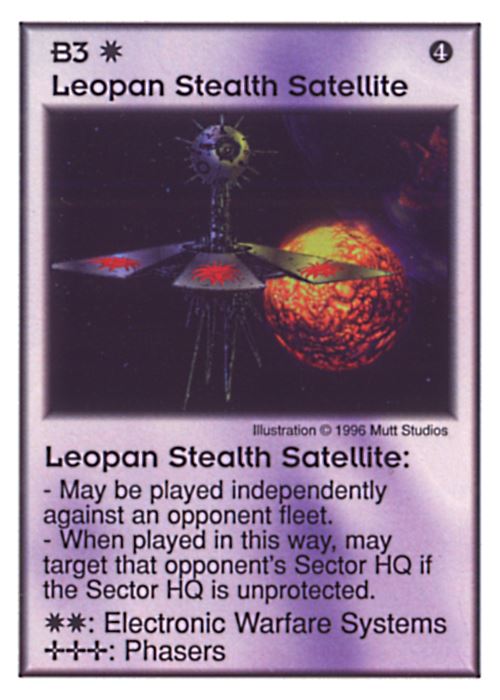 B3 ✷ ❹
Leopan Stealth Satellite
Illustration © 1996 Mutt Studios
Leopan Stealth Satellite:
- May be played independently
against an opponent fleet.
- When played in this way, may
target that opponent's Sector HQ if
the Sector HQ is unprotected.
✷✷: Electronic Warfare Systems
✢✢✢: Phasers